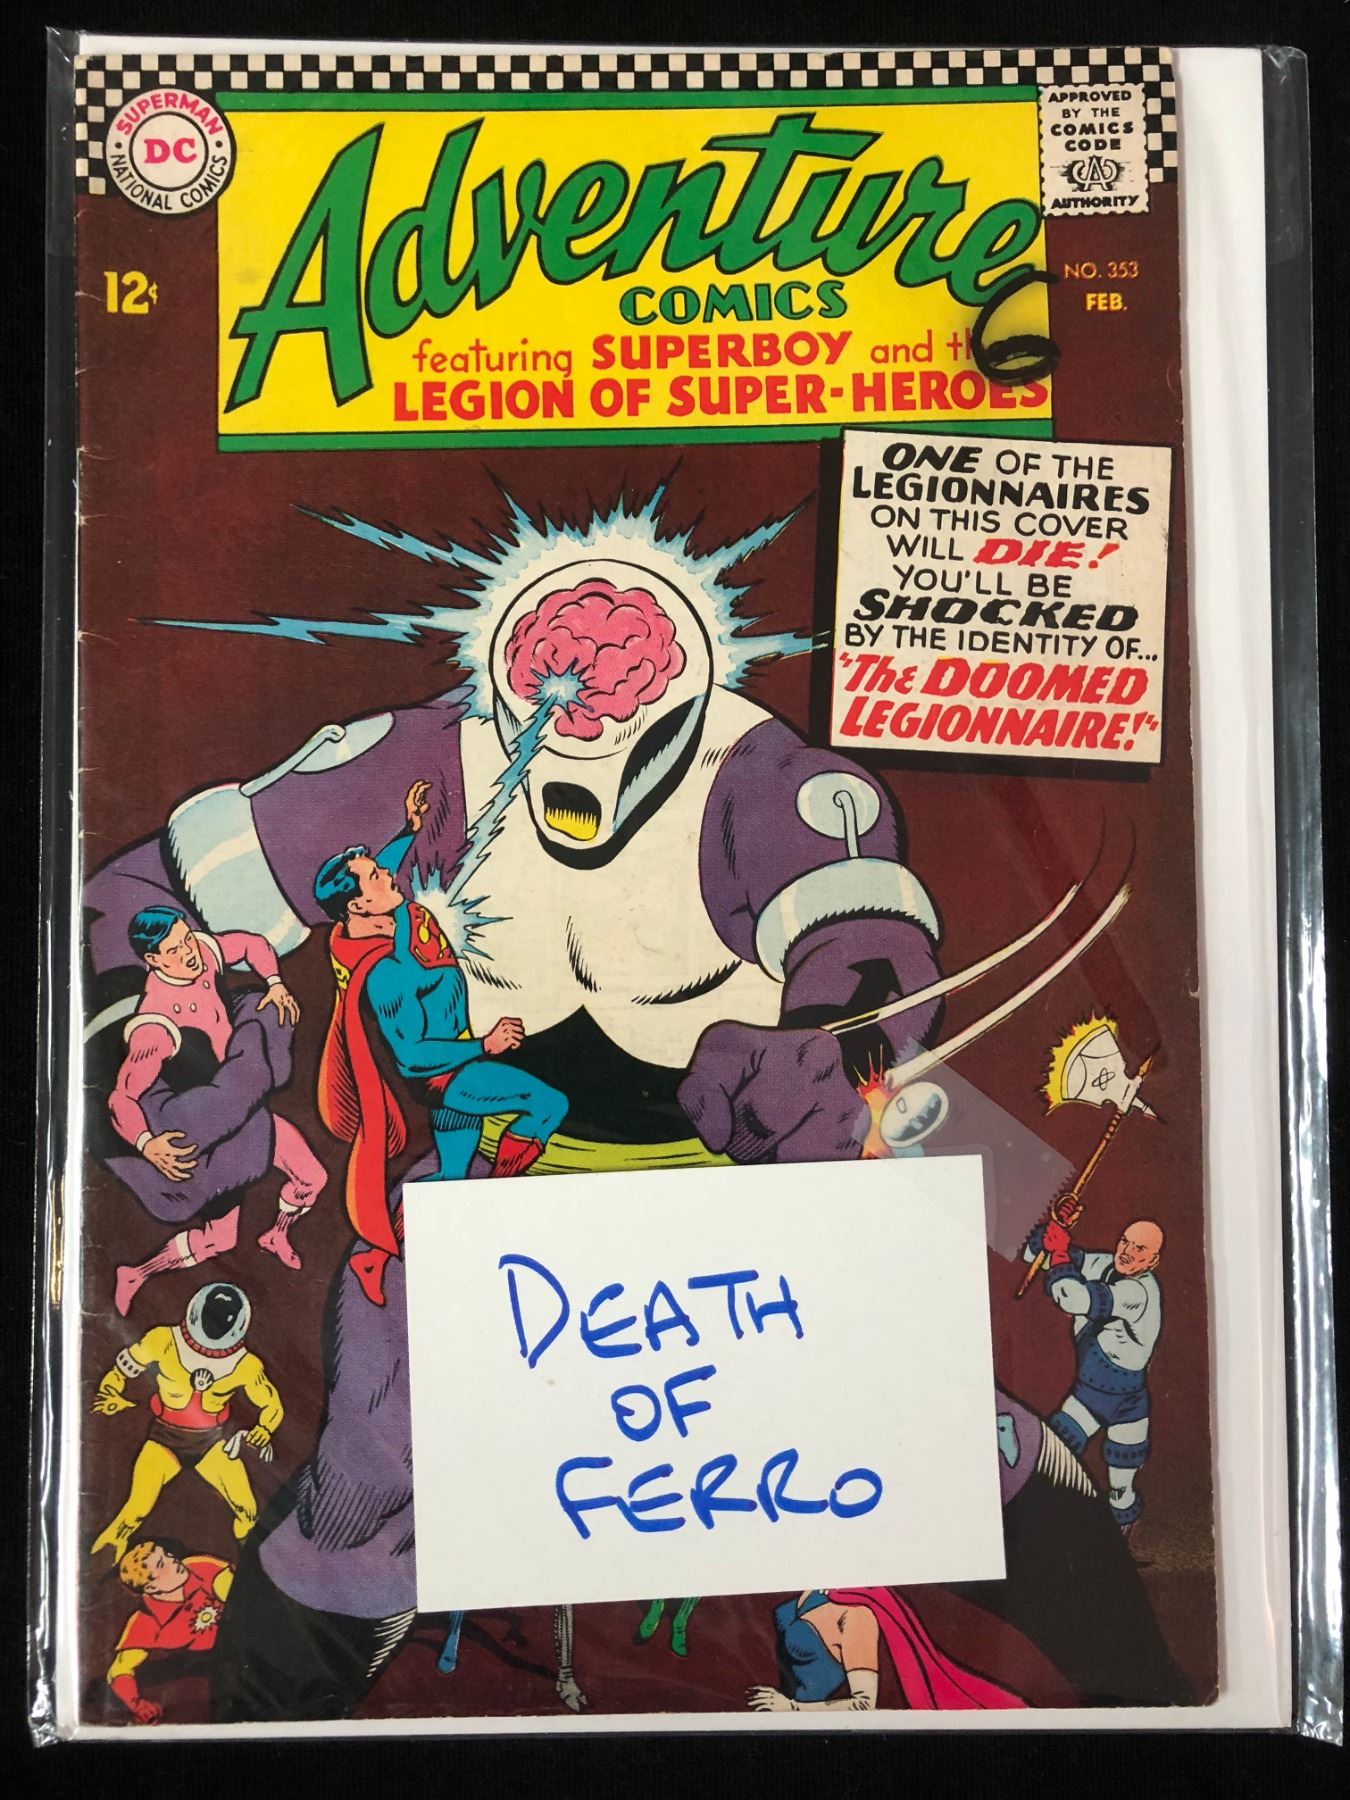 SUPERMAN
DC
NATIONAL COMICS
APPROVED
BY THE
COMICS
CODE
CA
AUTHORITY
12¢
Adventure
COMICS
NO. 353
FEB.
6
featuring SUPERBOY and th
LEGION OF SUPER-HEROES
ONE OF THE
LEGIONNAIRES
ON THIS COVER
WILL DIE!
YOU'LL BE
SHOCKED
BY THE IDENTITY OF...
"The DOOMED
LEGIONNAIRE!"
S
DEATH
OF
FERRO